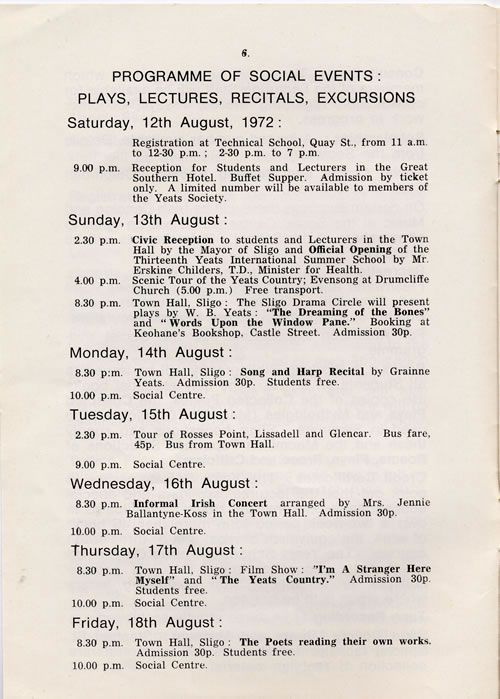 6.
PROGRAMME OF SOCIAL EVENTS :
PLAYS, LECTURES, RECITALS, EXCURSIONS
Saturday, 12th August, 1972 :
Registration at Technical School, Quay St., from 11 a.m.
to 12-30 p.m. ; 2-30 p.m. to 7 p.m.
9.00 p.m. Reception for Students and Lecturers in the Great
Southern Hotel. Buffet Supper. Admission by ticket
only. A limited number will be available to members of
the Yeats Society.
Sunday, 13th August :
2.30 p.m. Civic Reception to students and Lecturers in the Town
Hall by the Mayor of Sligo and Official Opening of the
Thirteenth Yeats International Summer School by Mr.
Erskine Childers, T.D., Minister for Health.
4.00 p.m. Scenic Tour of the Yeats Country; Evensong at Drumcliffe
Church (5.00 p.m.) Free transport.
8.30 p.m. Town Hall, Sligo : The Sligo Drama Circle will present
plays by W. B. Yeats : "The Dreaming of the Bones"
and "Words Upon the Window Pane." Booking at
Keohane's Bookshop, Castle Street. Admission 30p.
Monday, 14th August :
8.30 p:m. Town Hall, Sligo : Song and Harp Recital by Grainne
Yeats. Admission 30p. Students free.
10.00 p.m. Social Centre.
Tuesday, 15th August :
2.30 p.m. Tour of Rosses Point, Lissadell and Glencar. Bus fare,
45p. Bus from Town Hall.
9.00 p.m. Social Centre.
Wednesday, 16th August :
8.30 p.m. Informal Irish Concert arranged by Mrs. Jennie
Ballantyne-Koss in the Town Hall. Admission 30p.
10.00 p.m. Social Centre.
Thursday, 17th August :
8.30 p.m. Town Hall, Sligo : Film Show : "I'm A Stranger Here
Myself" and "The Yeats Country." Admission 30p.
Students free.
10.00 p.m. Social Centre.
Friday, 18th August :
8.30 p.m. Town Hall, Sligo : The Poets reading their own works.
Admission 30p. Students free.
10.00 p.m. Social Centre.